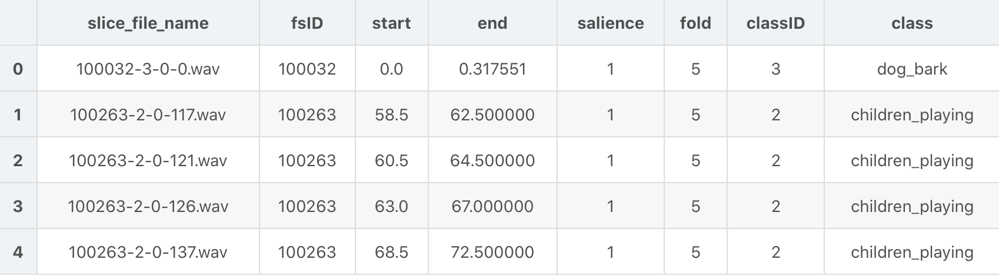 slice_file_name fsID start end salience fold classID class
0 100032-3-0-0.wav 100032 0.0 0.317551 1 5 3 dog_bark
1 100263-2-0-117.wav 100263 58.5 62.500000 1 5 2 children_playing
2 100263-2-0-121.wav 100263 60.5 64.500000 1 5 2 children_playing
3 100263-2-0-126.wav 100263 63.0 67.000000 1 5 2 children_playing
4 100263-2-0-137.wav 100263 68.5 72.500000 1 5 2 children_playing